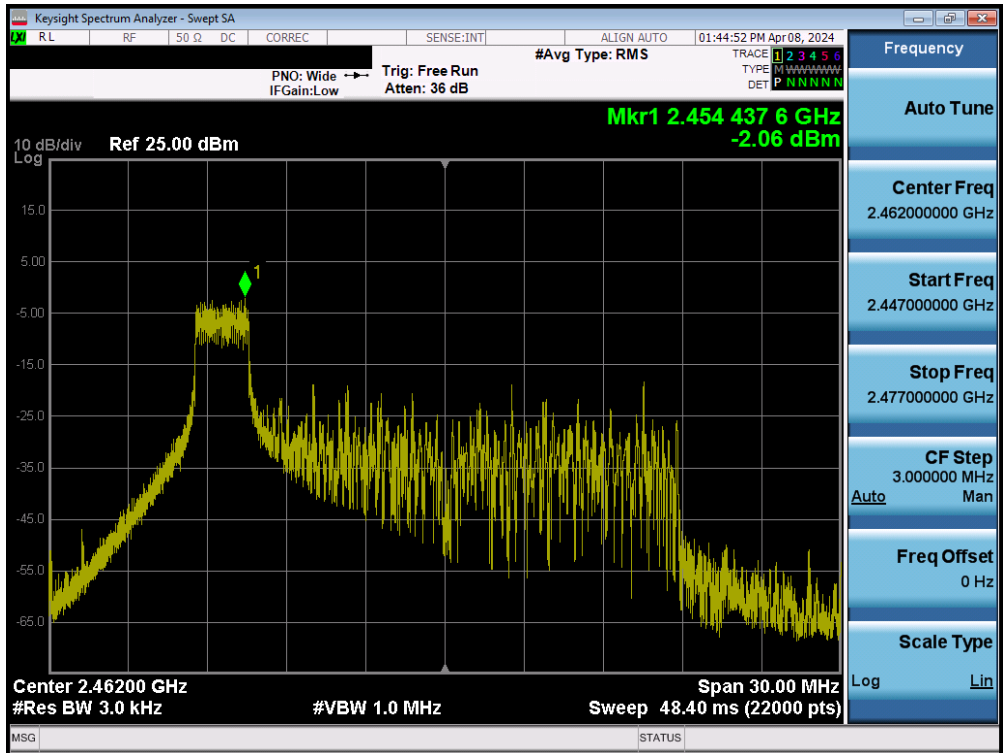 Keysight Spectrum Analyzer - Swept SA
LXI RL RF 50 Ω DC CORREC SENSE:INT ALIGN AUTO 01:44:52 PM Apr 08, 2024
#Avg Type: RMS
TRACE 1 2 3 4 5 6
TYPE M WWWWW
DET P N N N N N
PNO: Wide
IFGain:Low
Trig: Free Run
Atten: 36 dB
Mkr1 2.454 437 6 GHz
-2.06 dBm
10 dB/div
Log
Ref 25.00 dBm
15.0
5.00
-5.00
-15.0
-25.0
-35.0
-45.0
-55.0
-65.0
1
Center 2.46200 GHz
Span 30.00 MHz
#Res BW 3.0 kHz
#VBW 1.0 MHz
Sweep 48.40 ms (22000 pts)
MSG
STATUS
Frequency
Auto Tune
Center Freq
2.462000000 GHz
Start Freq
2.447000000 GHz
Stop Freq
2.477000000 GHz
CF Step
3.000000 MHz
Auto Man
Freq Offset
0 Hz
Scale Type
Log Lin